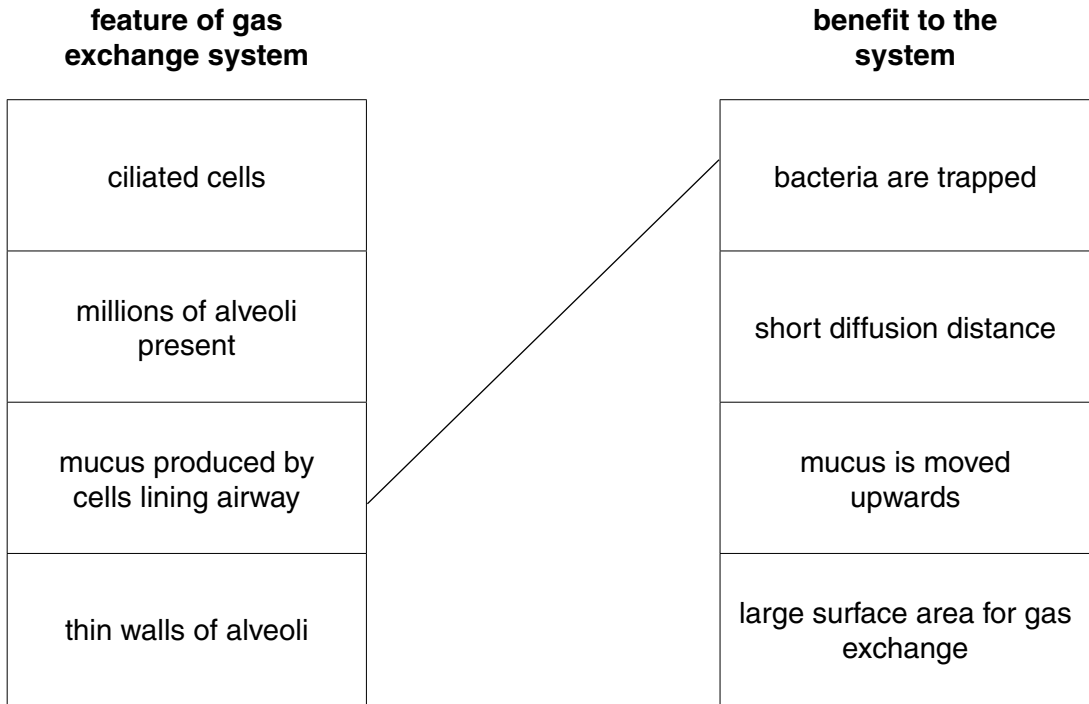 feature of gas
exchange system
benefit to the
system
ciliated cells
bacteria are trapped
millions of alveoli
present
short diffusion distance
mucus produced by
cells lining airway
mucus is moved
upwards
thin walls of alveoli
large surface area for gas
exchange